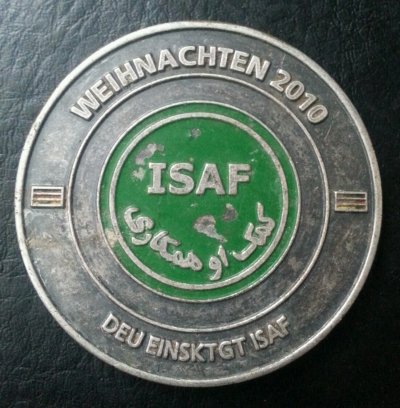 WEIHNACHTEN 2010
ISAF
کمک او همکاری
DEU EINSKTGT ISAF